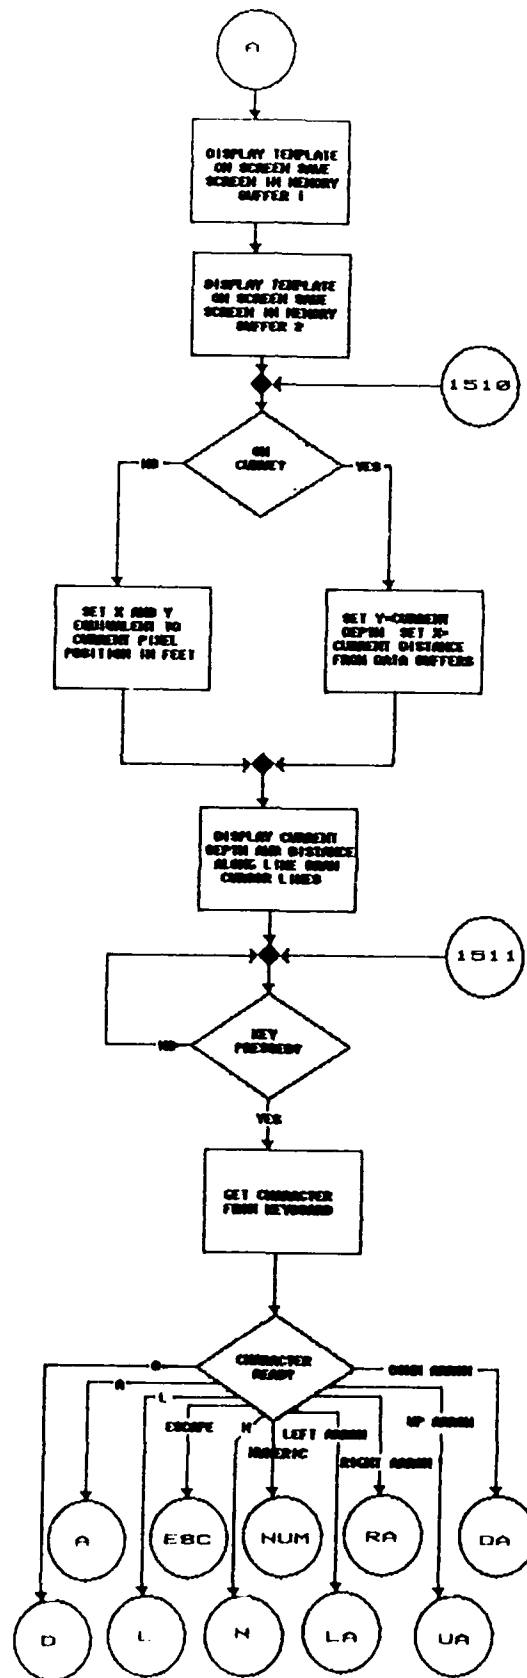 A
DISPLAY TEMPLATE
ON SCREEN SAVE
SCREEN IN MEMORY
BUFFER 1
DISPLAY TEMPLATE
ON SCREEN SAVE
SCREEN IN MEMORY
BUFFER 2
1510
ON
CURVE?
NO
YES
SET X AND Y
EQUIVALENT TO
CURRENT PIXEL
POSITION IN FEET
SET Y=CURRENT
DEPTH SET X=
CURRENT DISTANCE
FROM DATA BUFFERS
DISPLAY CURRENT
DEPTH AND DISTANCE
ALONG LINE DRAW
CURSOR LINES
1511
KEY
PRESSED?
NO
YES
GET CHARACTER
FROM KEYBOARD
CHARACTER
READ?
D
DOWN ARROW
A
L
ESCAPE
N
NUMERIC
LEFT ARROW
RIGHT ARROW
UP ARROW
A
ESC
NUM
RA
DA
D
L
N
LA
UA